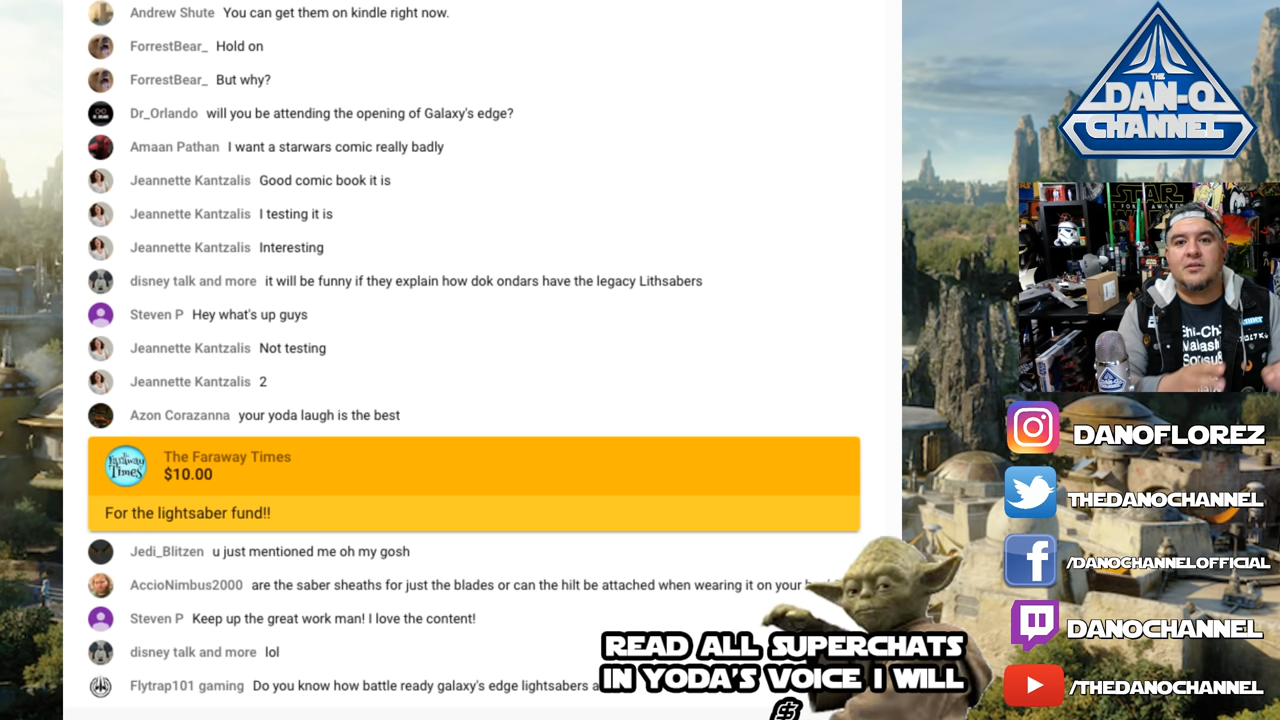 Andrew Shute You can get them on kindle right now.
ForrestBear_ Hold on
ForrestBear_ But why?
Dr_Orlando will you be attending the opening of Galaxy's edge?
Amaan Pathan I want a starwars comic really badly
Jeannette Kantzalis Good comic book it is
Jeannette Kantzalis I testing it is
Jeannette Kantzalis Interesting
disney talk and more it will be funny if they explain how dok ondars have the legacy Lithsabers
Steven P Hey what's up guys
Jeannette Kantzalis Not testing
Jeannette Kantzalis 2
Azon Corazanna your yoda laugh is the best
The Faraway Times
$10.00
For the lightsaber fund!!
Jedi_Blitzen u just mentioned me oh my gosh
AccioNimbus2000 are the saber sheaths for just the blades or can the hilt be attached when wearing it on your
Steven P Keep up the great work man! I love the content!
disney talk and more lol
Flytrap101 gaming Do you know how battle ready galaxy's edge lightsabers
READ ALL SUPERCHATS
IN YODA'S VOICE I WILL
$
THE
DAN-O
CHANNEL
STAR
DANOFLOREZ
THEDANOCHANNEL
/DANOCHANNELOFFICIAL
DANOCHANNEL
/THEDANOCHANNEL